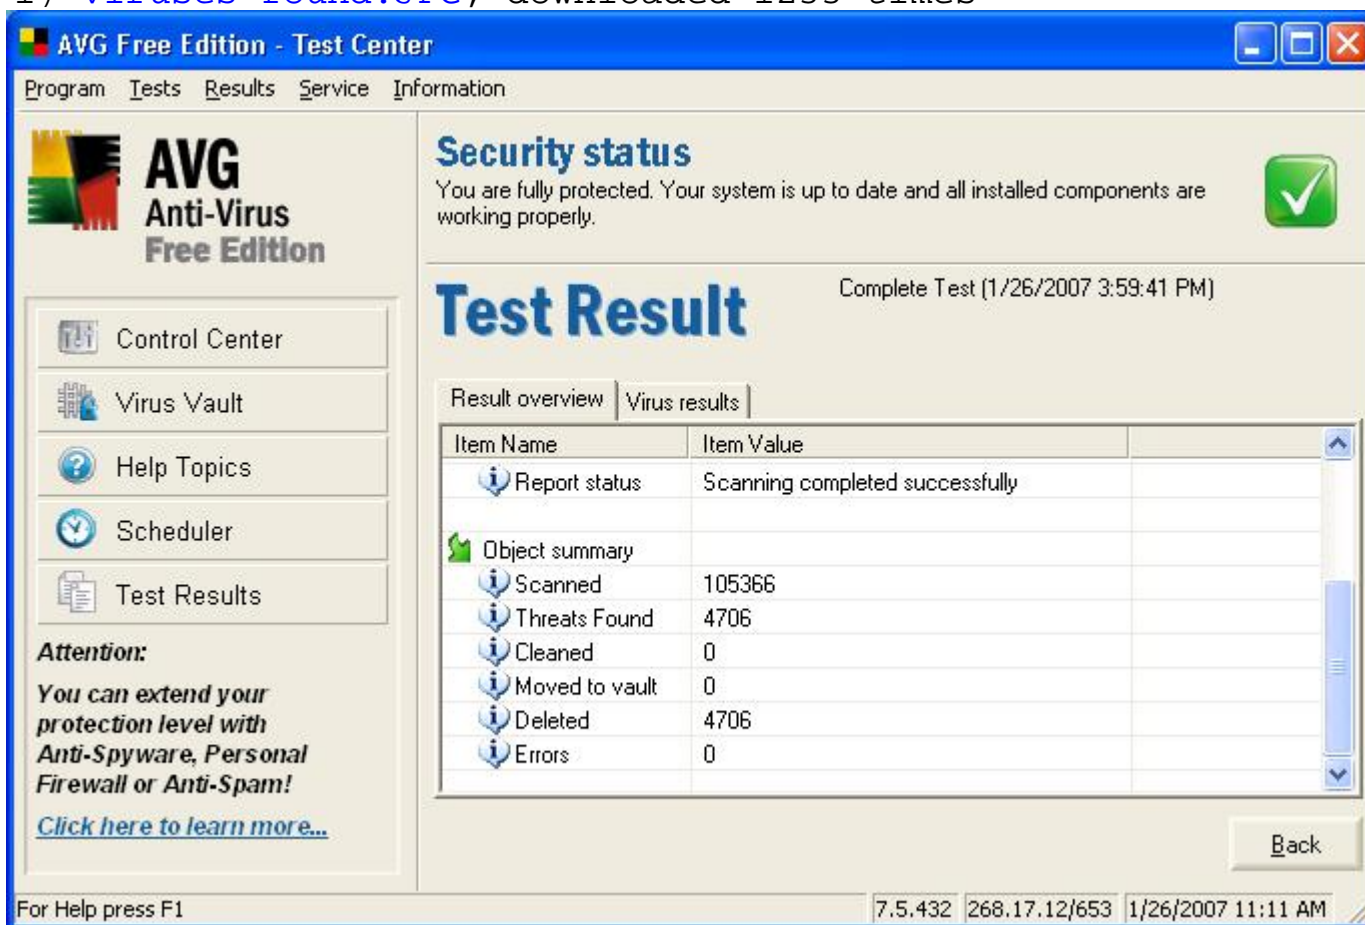 AVG Free Edition - Test Center
Program Tests Results Service Information
AVG
Anti-Virus
Free Edition
Security status
You are fully protected. Your system is up to date and all installed components are
working properly.
Control Center
Virus Vault
Help Topics
Scheduler
Test Results
Attention:
You can extend your
protection level with
Anti-Spyware, Personal
Firewall or Anti-Spam!
Click here to learn more...
Test Result
Complete Test (1/26/2007 3:59:41 PM)
Result overview Virus results
Item Name Item Value
Report status Scanning completed successfully
Object summary
Scanned 105366
Threats Found 4706
Cleaned 0
Moved to vault 0
Deleted 4706
Errors 0
Back
For Help press F1 7.5.432 268.17.12/653 1/26/2007 11:11 AM